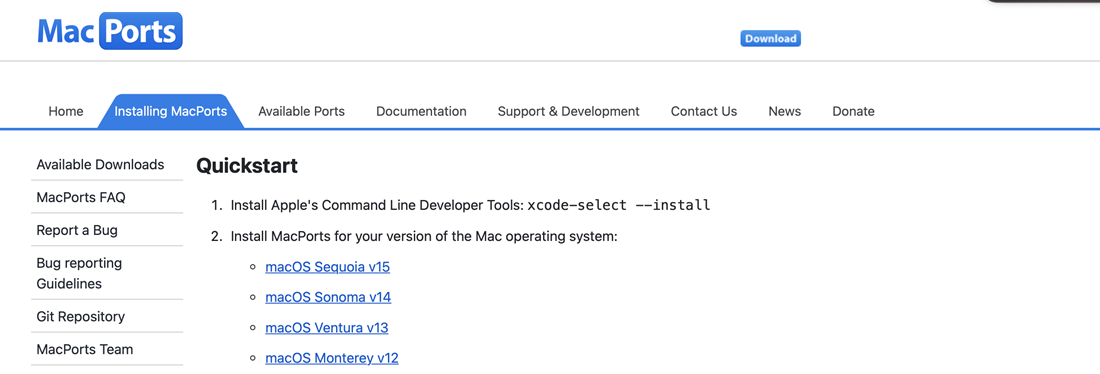 Mac Ports
Download
Home Installing MacPorts Available Ports Documentation Support & Development Contact Us News Donate
Available Downloads
MacPorts FAQ
Report a Bug
Bug reporting
Guidelines
Git Repository
MacPorts Team
Quickstart
1. Install Apple's Command Line Developer Tools: xcode-select --install
2. Install MacPorts for your version of the Mac operating system:
macOS Sequoia v15
macOS Sonoma v14
macOS Ventura v13
macOS Monterey v12